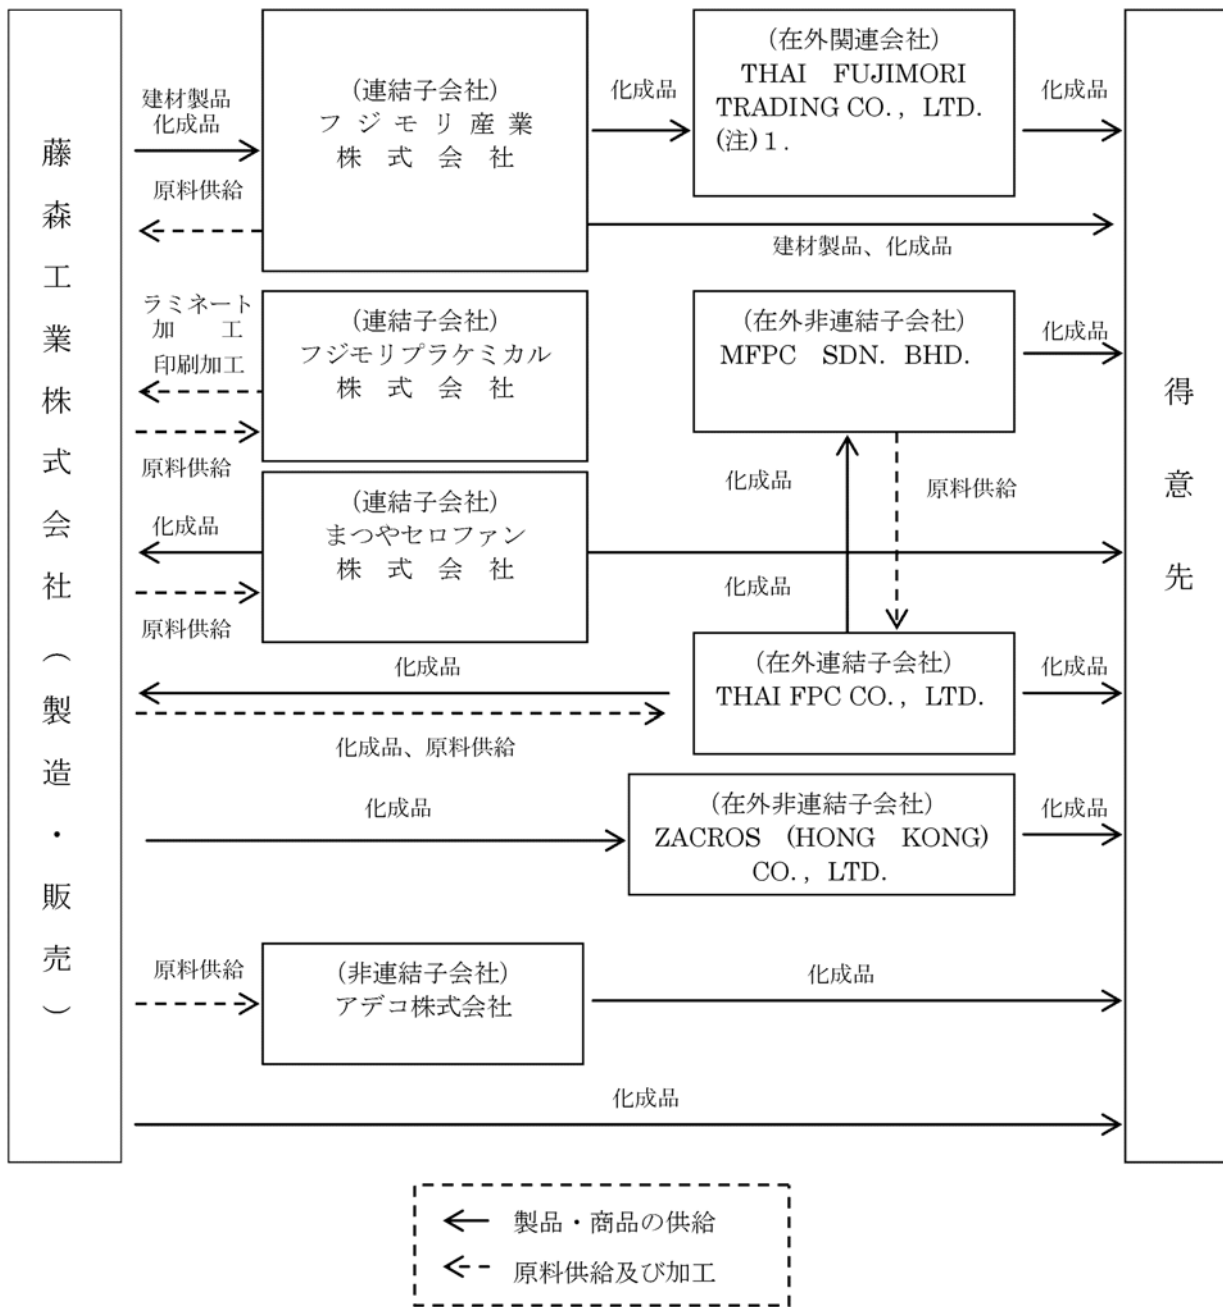 藤森工業株式会社(製造・販売)
建材製品
化成品
原料供給
(連結子会社)
フジモリ産業
株式会社
化成品
(在外関連会社)
THAI FUJIMORI
TRADING CO., LTD.
(注)1.
化成品
建材製品、化成品
ラミネート
加工
印刷加工
原料供給
(連結子会社)
フジモリプラケミカル
株式会社
(在外非連結子会社)
MFPC SDN. BHD.
化成品
化成品
原料供給
化成品
原料供給
(連結子会社)
まつやセロファン
株式会社
化成品
化成品
化成品、原料供給
(在外連結子会社)
THAI FPC CO., LTD.
化成品
化成品
(在外非連結子会社)
ZACROS (HONG KONG)
CO., LTD.
化成品
原料供給
(非連結子会社)
アデコ株式会社
化成品
化成品
得意先
製品・商品の供給
原料供給及び加工